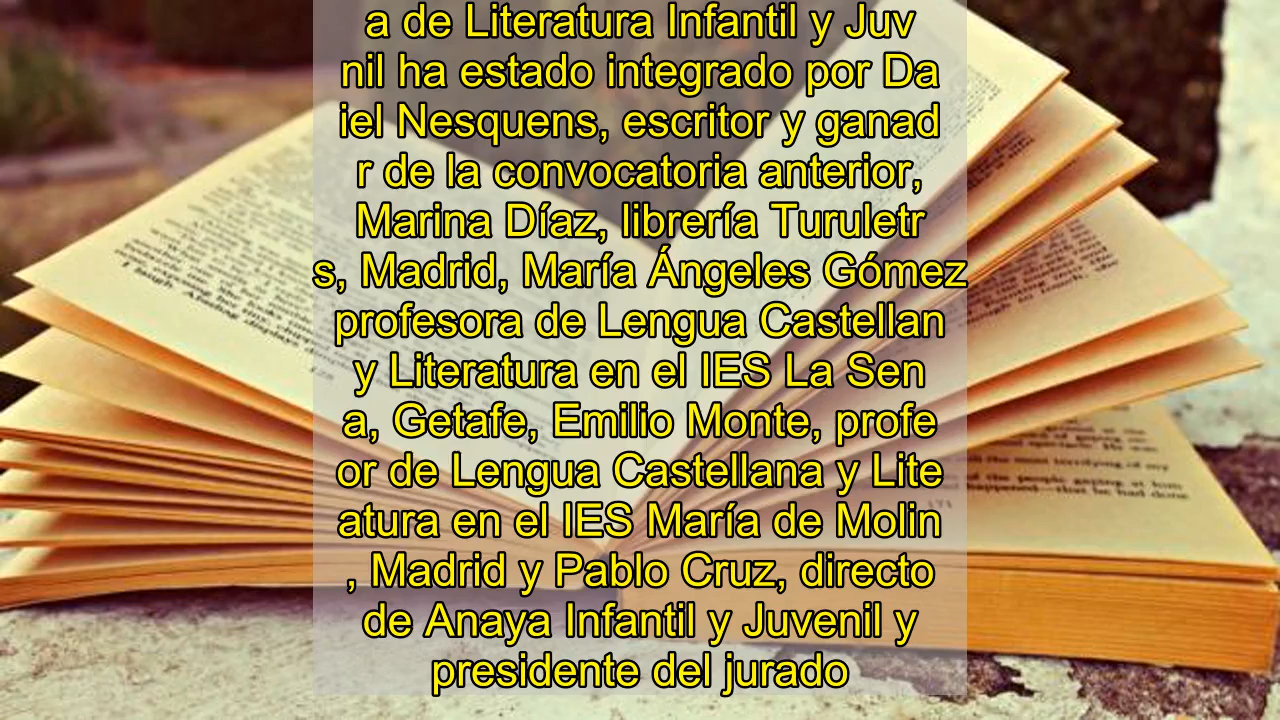 a de Literatura Infantil y Juv
nil ha estado integrado por Da
iel Nesquens, escritor y ganad
r de la convocatoria anterior,
Marina Díaz, librería Turuletr
s, Madrid, María Ángeles Gómez
profesora de Lengua Castellan
y Literatura en el IES La Sen
a, Getafe, Emilio Monte, profe
or de Lengua Castellana y Lite
atura en el IES María de Molin
, Madrid y Pablo Cruz, directo
de Anaya Infantil y Juvenil y
presidente del jurado